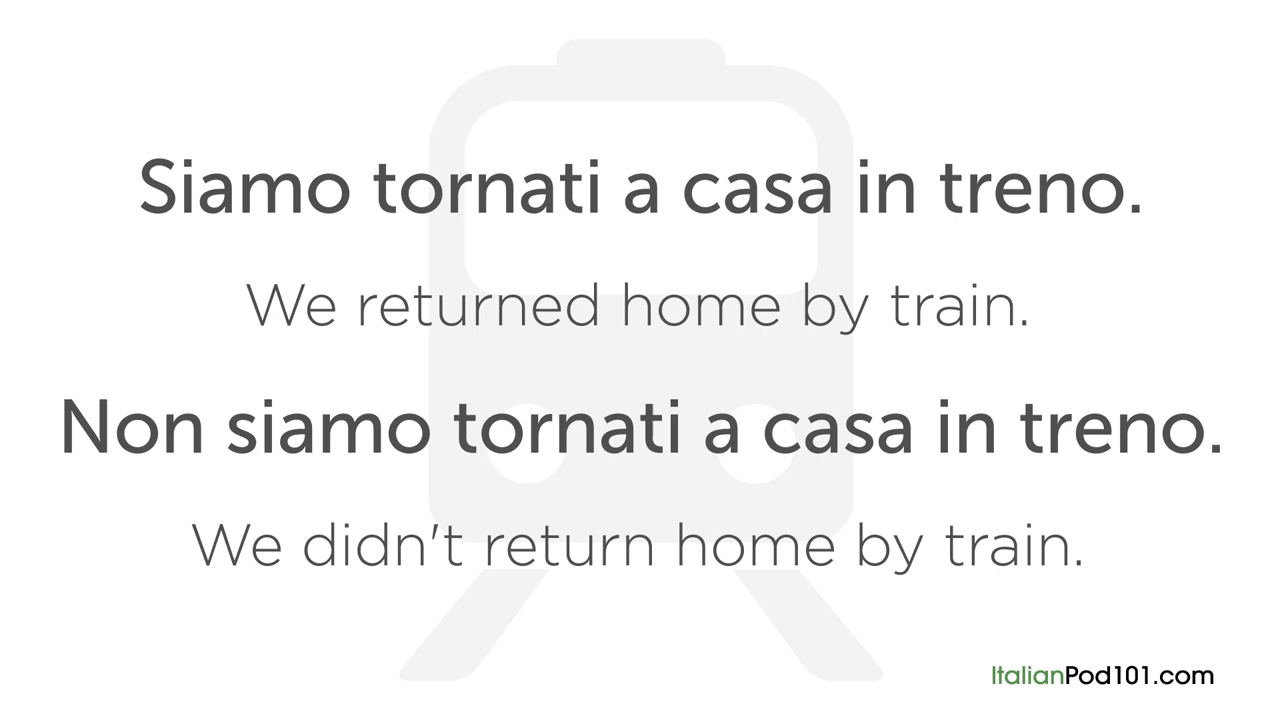 Siamo tornati a casa in treno.
We returned home by train.
Non siamo tornati a casa in treno.
We didn't return home by train.
ItalianPod101.com